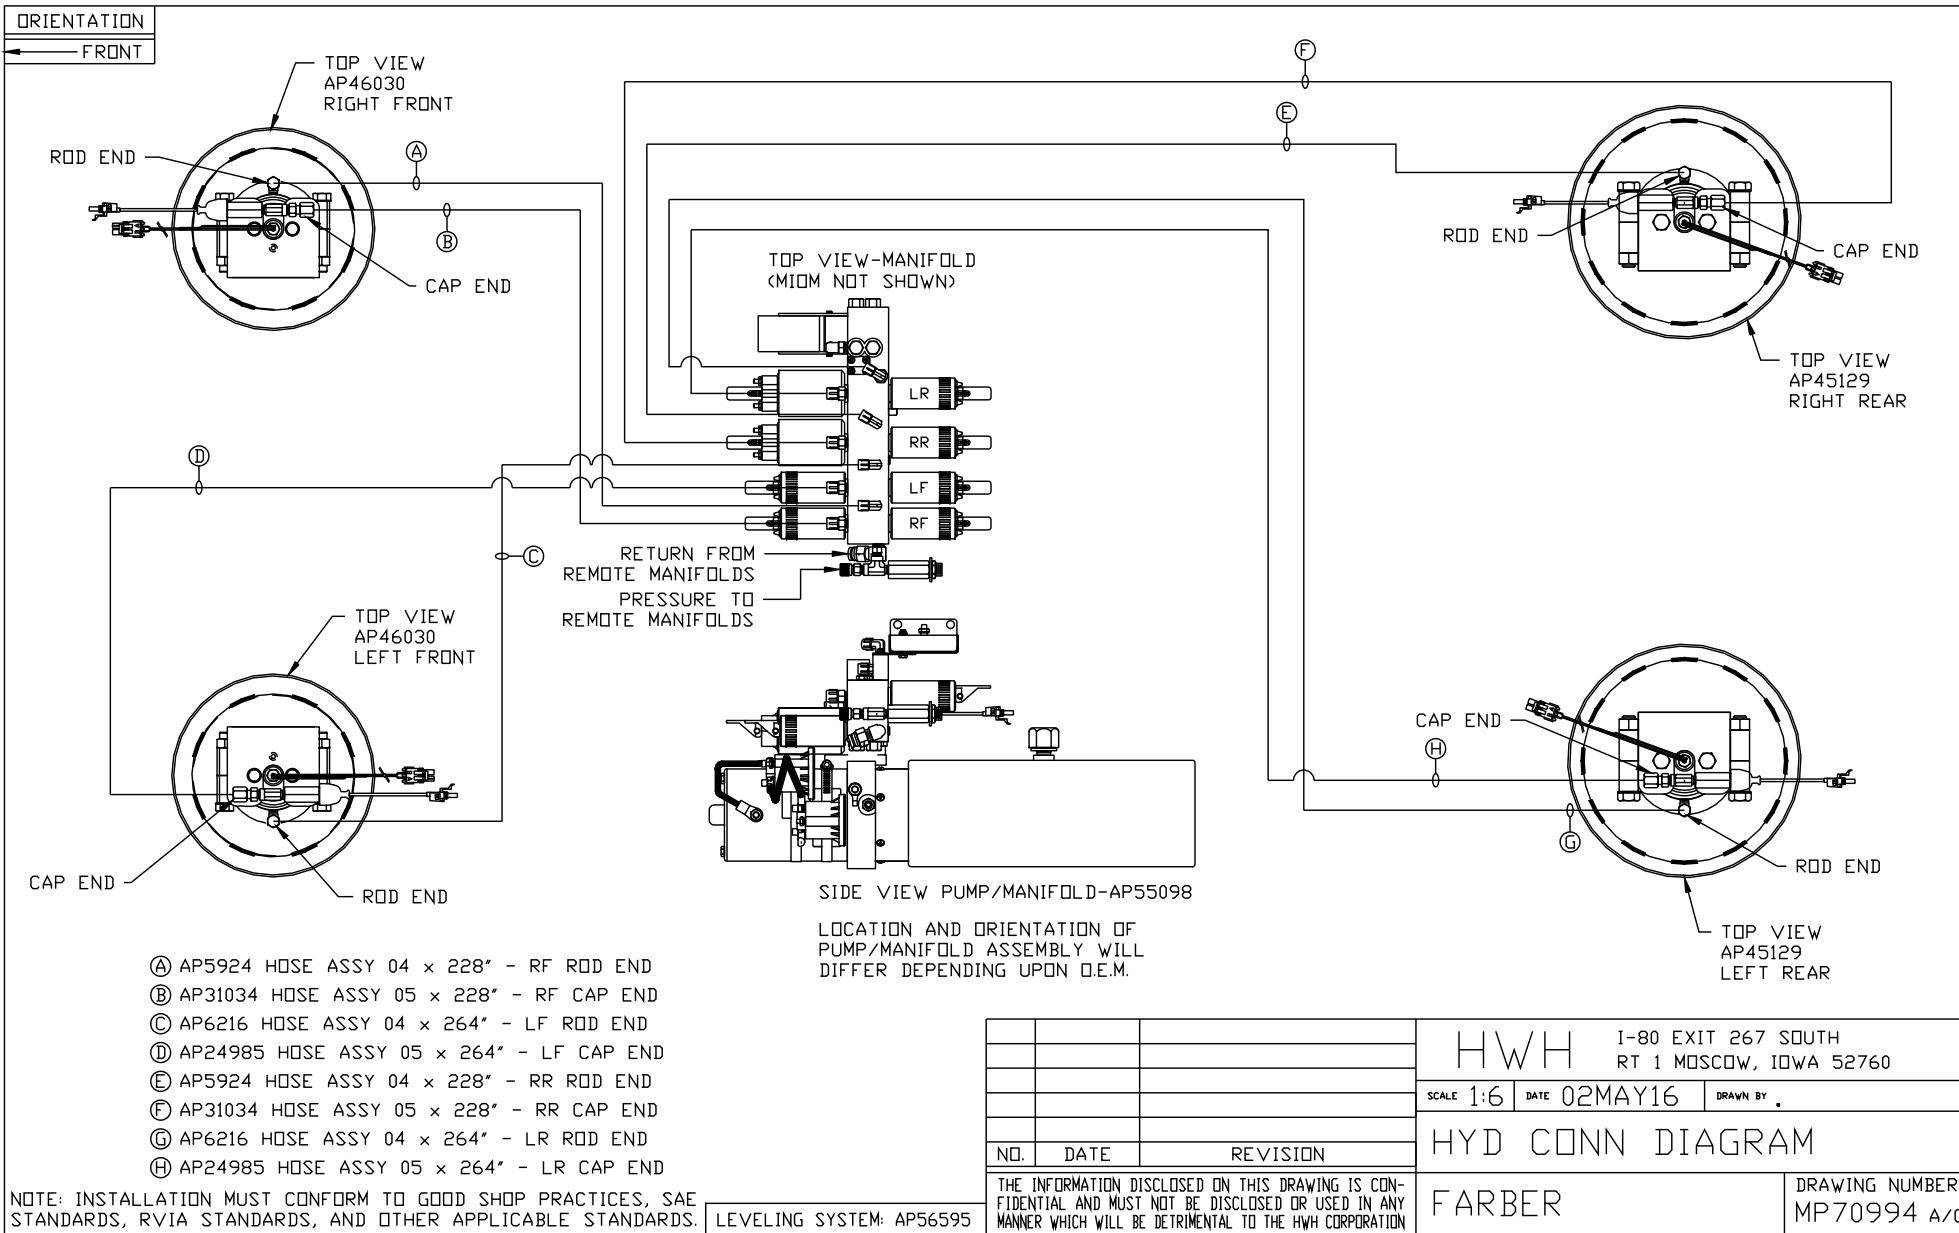 ORIENTATION
FRONT
TOP VIEW
AP46030
RIGHT FRONT
ROD END
A
B
CAP END
F
E
ROD END
CAP END
TOP VIEW
AP45129
RIGHT REAR
TOP VIEW-MANIFOLD
(MIOM NOT SHOWN)
LR
RR
LF
RF
D
C
RETURN FROM
REMOTE MANIFOLDS
PRESSURE TO
REMOTE MANIFOLDS
TOP VIEW
AP46030
LEFT FRONT
CAP END
ROD END
CAP END
H
G
ROD END
TOP VIEW
AP45129
LEFT REAR
SIDE VIEW PUMP/MANIFOLD-AP55098
LOCATION AND ORIENTATION OF
PUMP/MANIFOLD ASSEMBLY WILL
DIFFER DEPENDING UPON O.E.M.
A AP5924 HOSE ASSY 04 x 228" - RF ROD END
B AP31034 HOSE ASSY 05 x 228" - RF CAP END
C AP6216 HOSE ASSY 04 x 264" - LF ROD END
D AP24985 HOSE ASSY 05 x 264" - LF CAP END
E AP5924 HOSE ASSY 04 x 228" - RR ROD END
F AP31034 HOSE ASSY 05 x 228" - RR CAP END
G AP6216 HOSE ASSY 04 x 264" - LR ROD END
H AP24985 HOSE ASSY 05 x 264" - LR CAP END
NOTE: INSTALLATION MUST CONFORM TO GOOD SHOP PRACTICES, SAE
STANDARDS, RVIA STANDARDS, AND OTHER APPLICABLE STANDARDS.
LEVELING SYSTEM: AP56595
NO. DATE REVISION
THE INFORMATION DISCLOSED ON THIS DRAWING IS CON-
FIDENTIAL AND MUST NOT BE DISCLOSED OR USED IN ANY
MANNER WHICH WILL BE DETRIMENTAL TO THE HWH CORPORATION
HWH
I-80 EXIT 267 SOUTH
RT 1 MOSCOW, IOWA 52760
SCALE 1:6 DATE 02MAY16 DRAWN BY .
HYD CONN DIAGRAM
FARBER
DRAWING NUMBER
MP70994